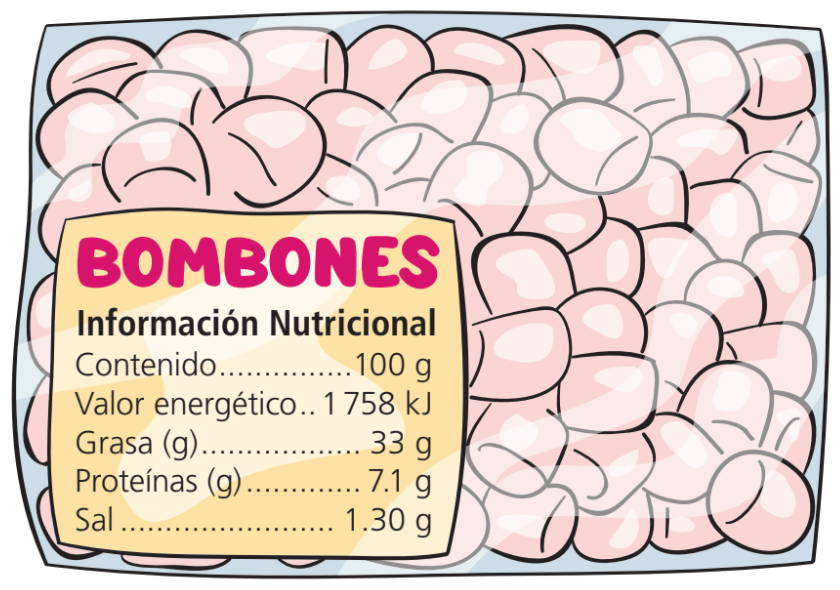 BOMBONES
Información Nutricional
Contenido...............100 g
Valor energético..1 758 kJ
Grasa (g).................. 33 g
Proteínas (g)............. 7.1 g
Sal ........................ 1.30 g